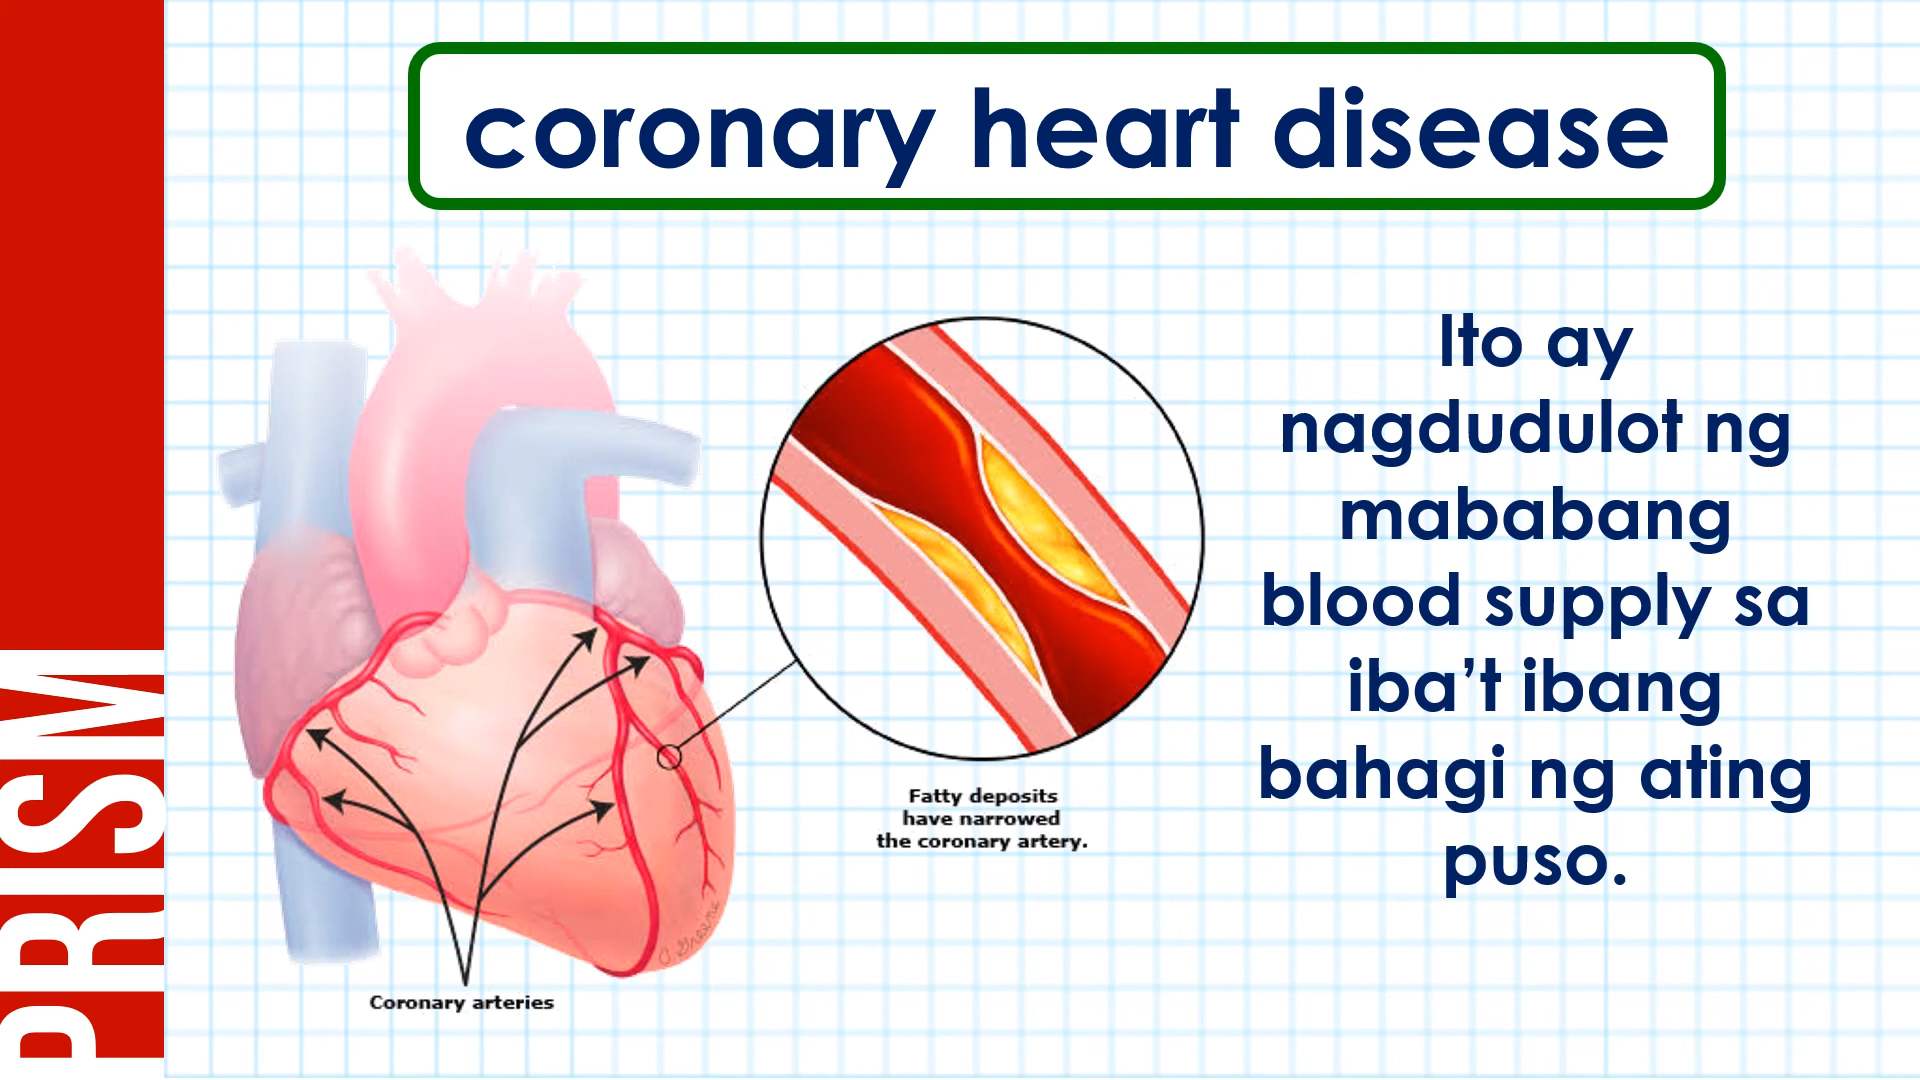 coronary heart disease
Ito ay
nagdudulot ng
mababang
blood supply sa
iba’t ibang
bahagi ng ating
puso.
Fatty deposits
have narrowed
the coronary artery.
Coronary arteries
C. Greene
PRISM